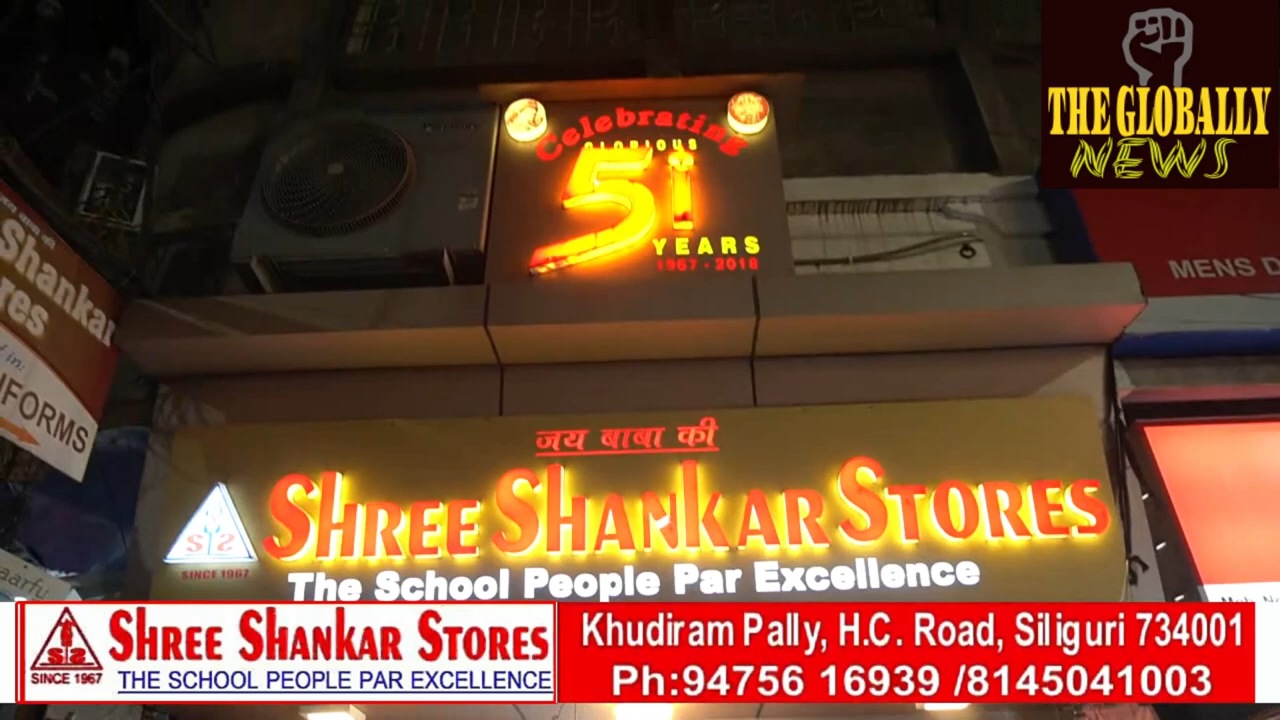 THE GLOBALLY
NEWS
Celebrating
GLORIOUS
51
YEARS
1967 - 2018
MENS
Shankar
जय बाबा की
SHREE SHANKAR STORES
SIS
SINCE 1967
The School People Par Excellence
SHREE SHANKAR STORES
SIS
SINCE 1967
THE SCHOOL PEOPLE PAR EXCELLENCE
Khudiram Pally, H.C. Road, Siliguri 734001
Ph:94756 16939 /8145041003